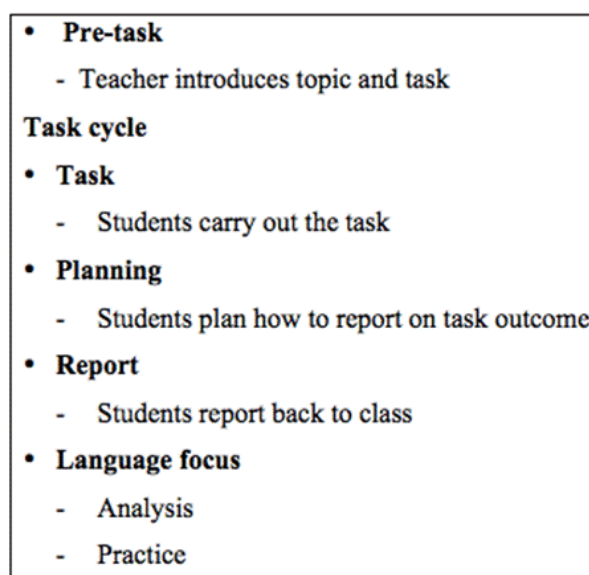 • Pre-task
- Teacher introduces topic and task
Task cycle
• Task
- Students carry out the task
• Planning
- Students plan how to report on task outcome
• Report
- Students report back to class
• Language focus
- Analysis
- Practice